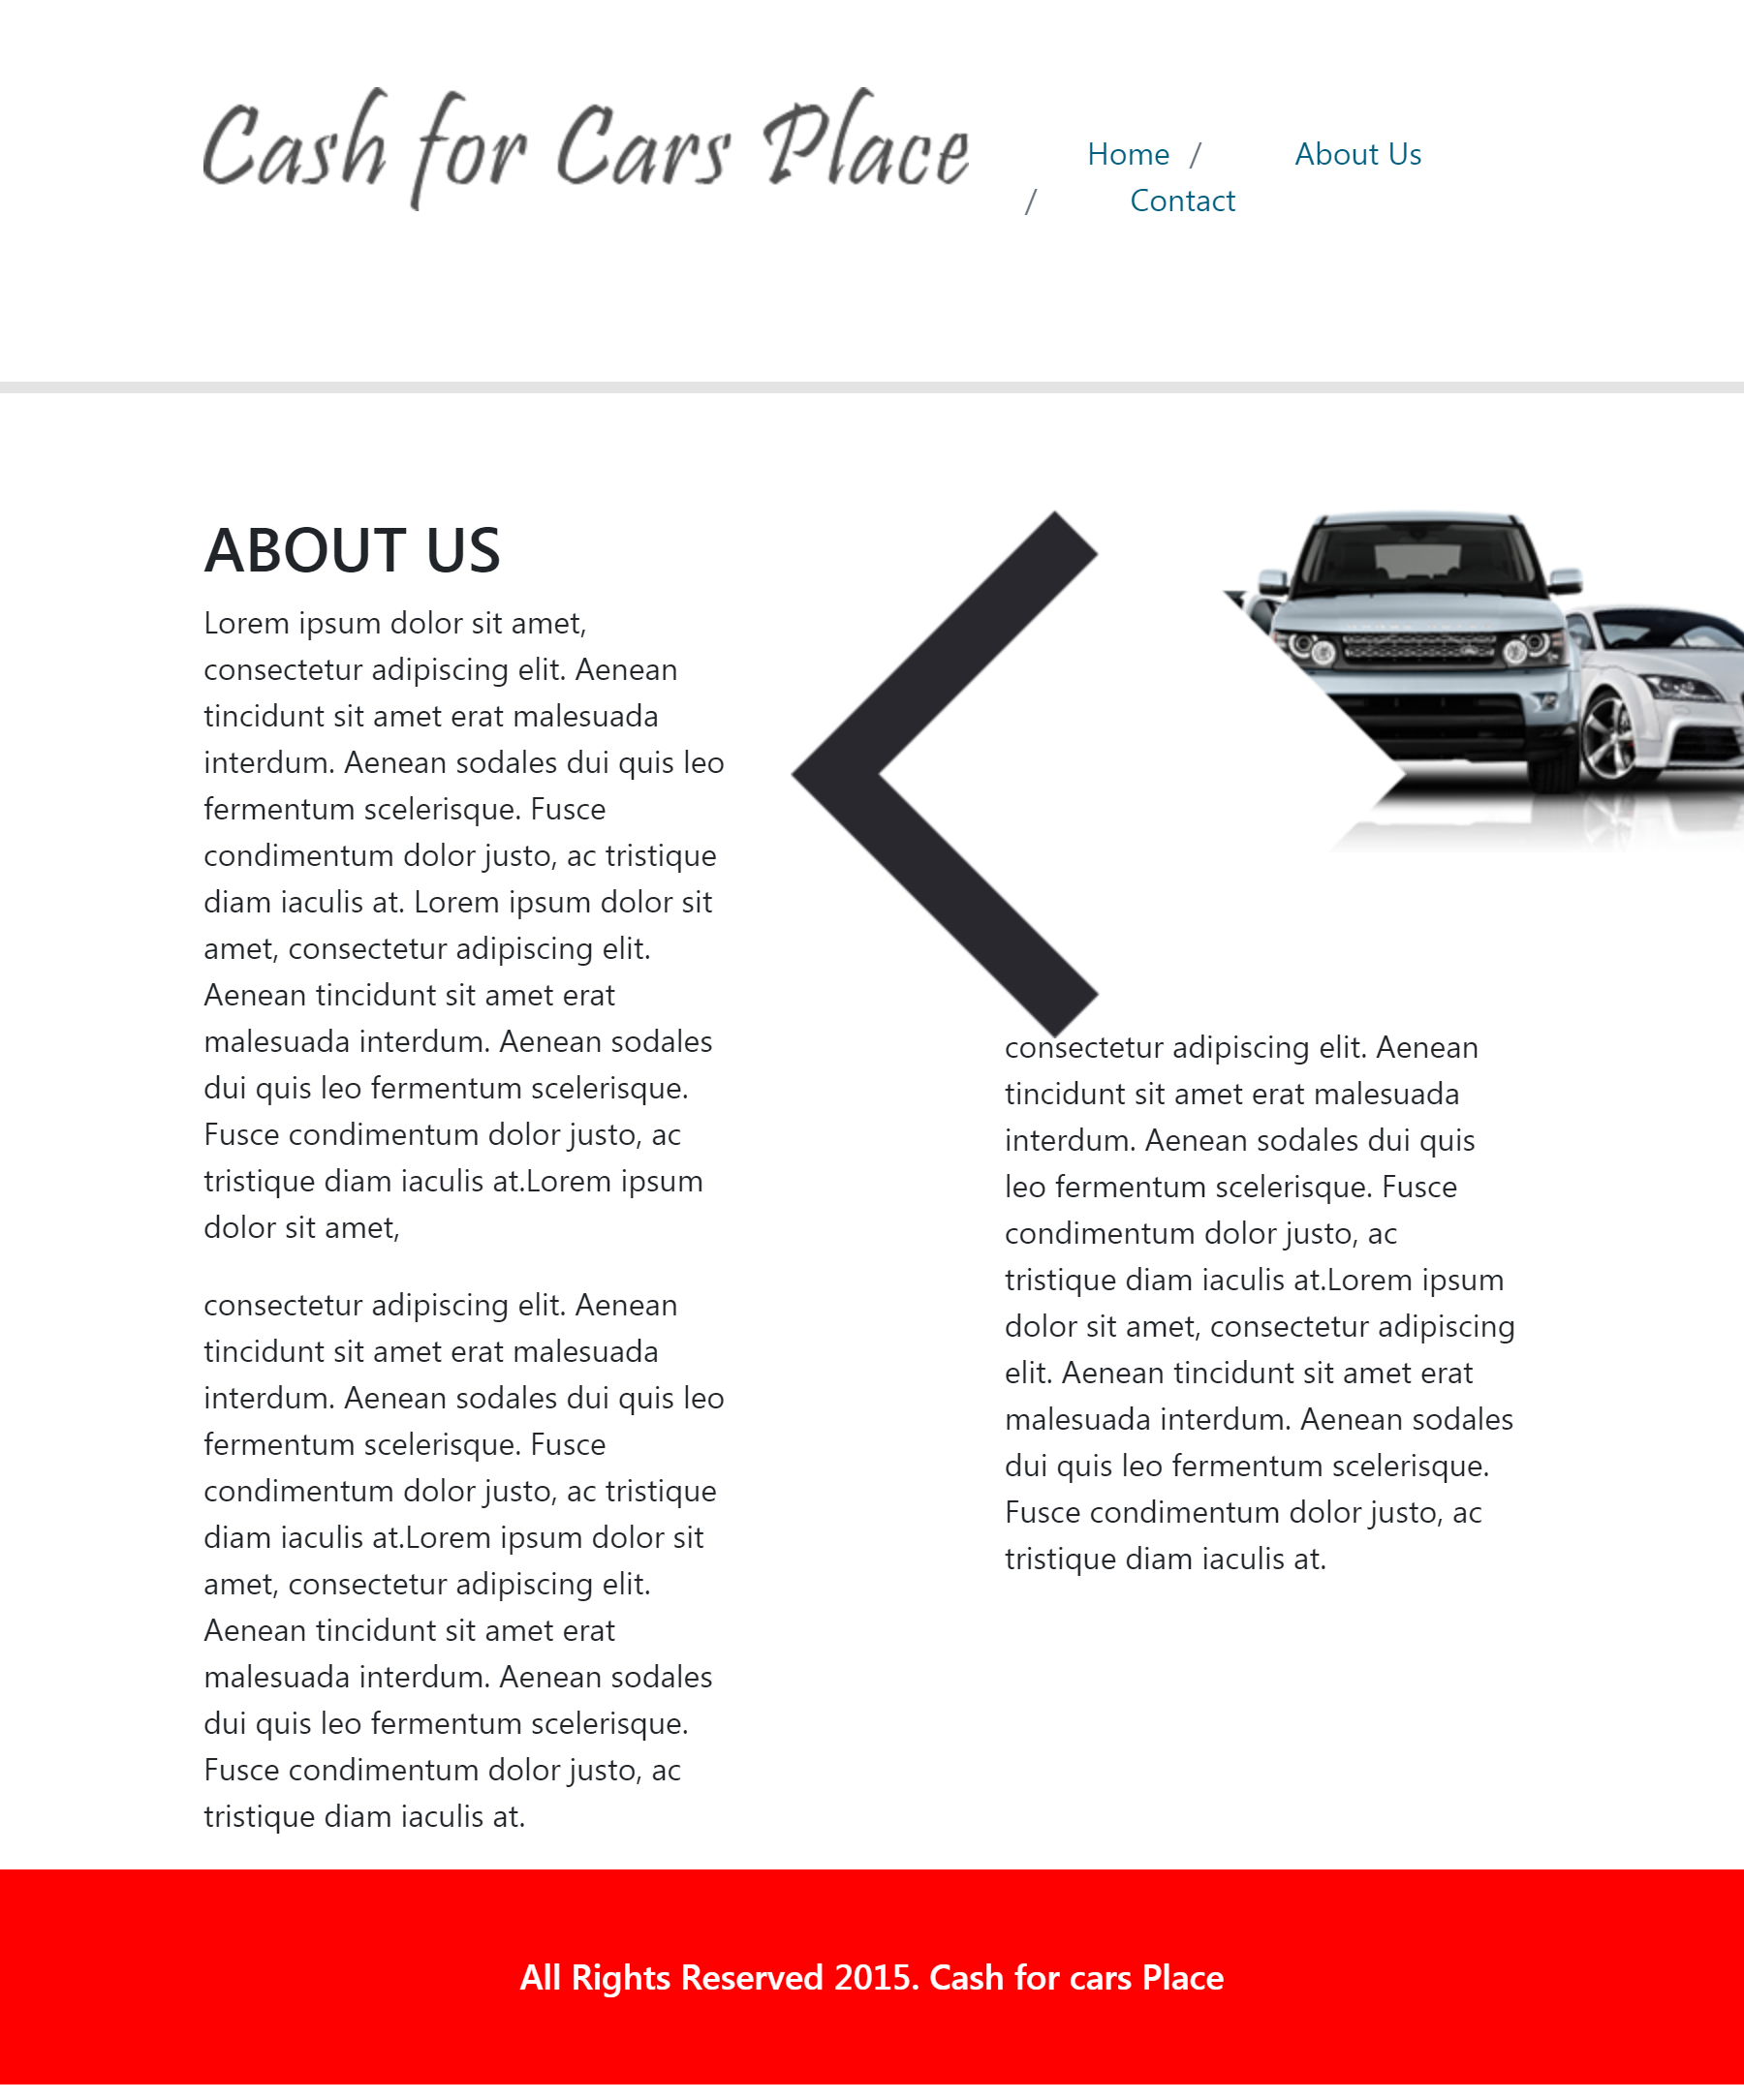 Cash for Cars Place
Home / About Us
/ Contact
ABOUT US
Lorem ipsum dolor sit amet,
consectetur adipiscing elit. Aenean
tincidunt sit amet erat malesuada
interdum. Aenean sodales dui quis leo
fermentum scelerisque. Fusce
condimentum dolor justo, ac tristique
diam iaculis at. Lorem ipsum dolor sit
amet, consectetur adipiscing elit.
Aenean tincidunt sit amet erat
malesuada interdum. Aenean sodales
dui quis leo fermentum scelerisque.
Fusce condimentum dolor justo, ac
tristique diam iaculis at.Lorem ipsum
dolor sit amet,
consectetur adipiscing elit. Aenean
tincidunt sit amet erat malesuada
interdum. Aenean sodales dui quis leo
fermentum scelerisque. Fusce
condimentum dolor justo, ac tristique
diam iaculis at.Lorem ipsum dolor sit
amet, consectetur adipiscing elit.
Aenean tincidunt sit amet erat
malesuada interdum. Aenean sodales
dui quis leo fermentum scelerisque.
Fusce condimentum dolor justo, ac
tristique diam iaculis at.
consectetur adipiscing elit. Aenean
tincidunt sit amet erat malesuada
interdum. Aenean sodales dui quis
leo fermentum scelerisque. Fusce
condimentum dolor justo, ac
tristique diam iaculis at.Lorem ipsum
dolor sit amet, consectetur adipiscing
elit. Aenean tincidunt sit amet erat
malesuada interdum. Aenean sodales
dui quis leo fermentum scelerisque.
Fusce condimentum dolor justo, ac
tristique diam iaculis at.
All Rights Reserved 2015. Cash for cars Place